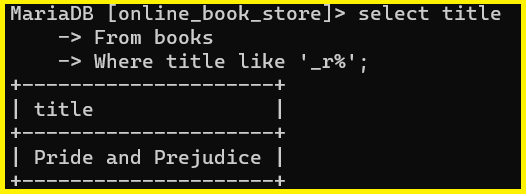 MariaDB [online_book_store]> select title
    -> From books
    -> Where title like '_r%';
+---------------------+
| title               |
+---------------------+
| Pride and Prejudice |
+---------------------+